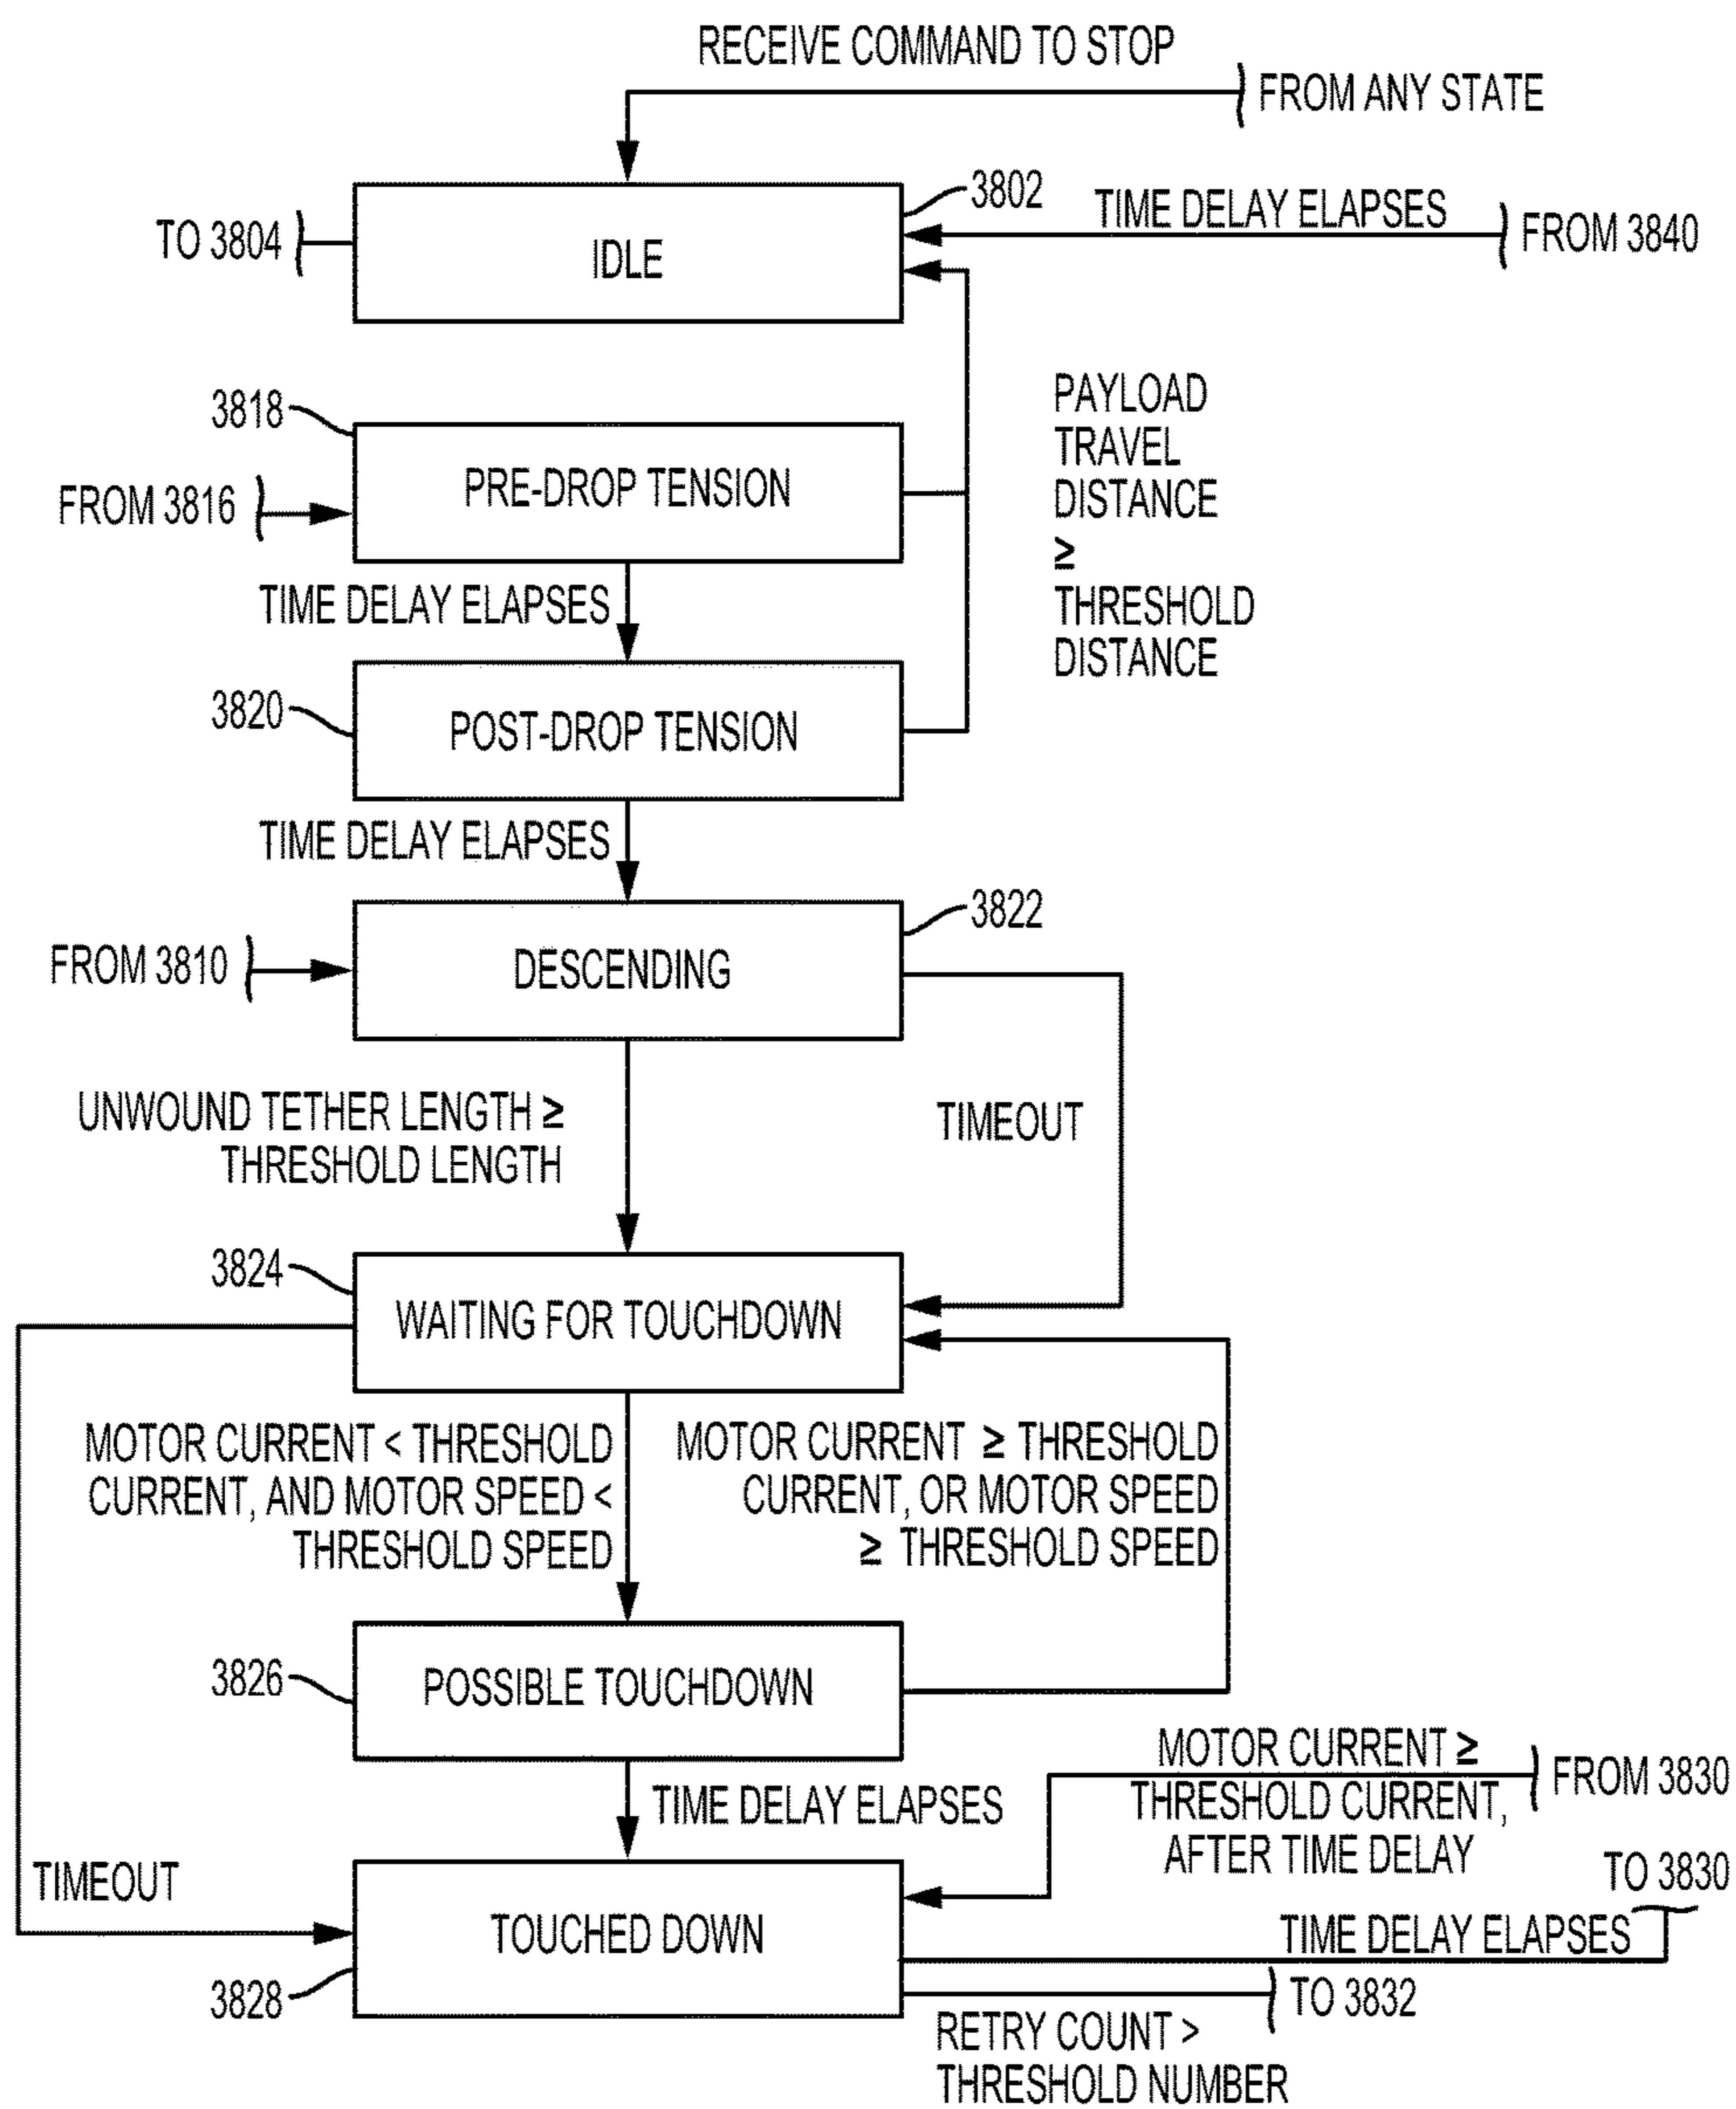 RECEIVE COMMAND TO STOP
FROM ANY STATE
3802
TIME DELAY ELAPSES
FROM 3840
TO 3804
IDLE
3818
PAYLOAD
TRAVEL
DISTANCE
≥
THRESHOLD
DISTANCE
PRE-DROP TENSION
FROM 3816
TIME DELAY ELAPSES
3820
POST-DROP TENSION
TIME DELAY ELAPSES
3822
FROM 3810
DESCENDING
UNWOUND TETHER LENGTH ≥
THRESHOLD LENGTH
TIMEOUT
3824
WAITING FOR TOUCHDOWN
MOTOR CURRENT < THRESHOLD
CURRENT, AND MOTOR SPEED <
THRESHOLD SPEED
MOTOR CURRENT ≥ THRESHOLD
CURRENT, OR MOTOR SPEED
≥ THRESHOLD SPEED
3826
POSSIBLE TOUCHDOWN
MOTOR CURRENT ≥
THRESHOLD CURRENT,
AFTER TIME DELAY
FROM 3830
TIME DELAY ELAPSES
TIMEOUT
TO 3830
TOUCHED DOWN
TIME DELAY ELAPSES
3828
TO 3832
RETRY COUNT >
THRESHOLD NUMBER